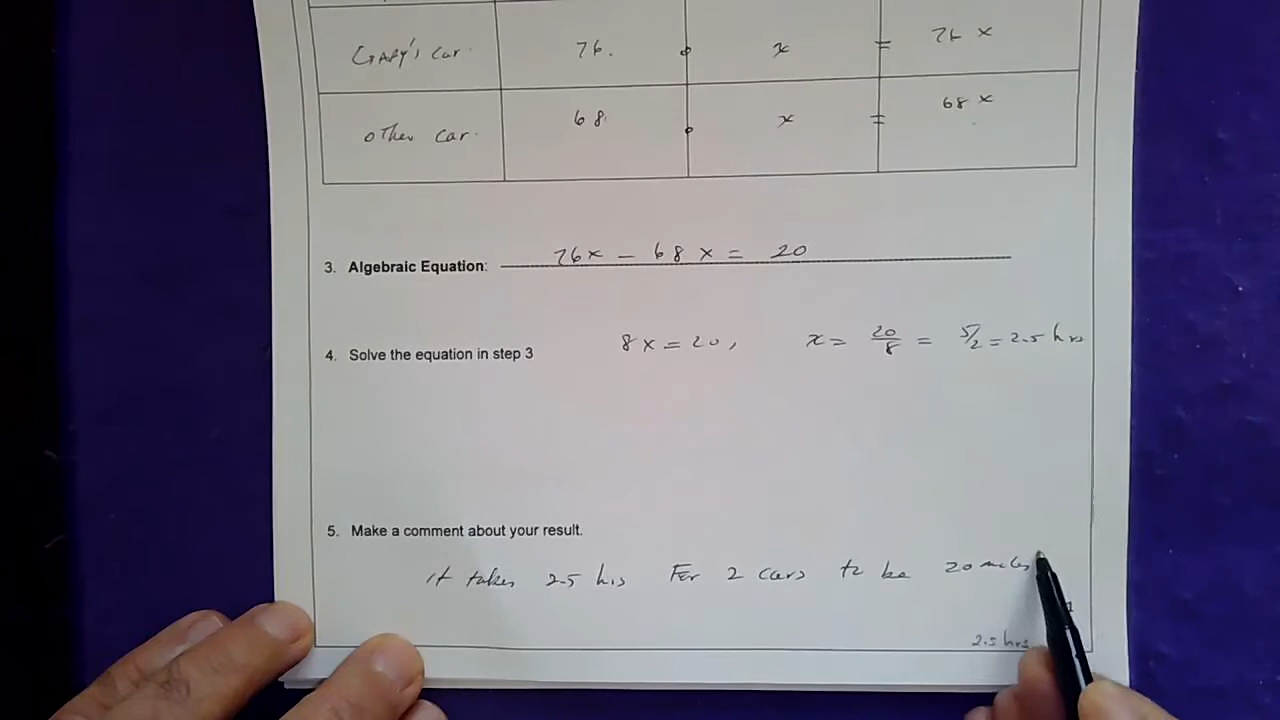 GARY's car 76. x = 76 x
other car. 68. x = 68 x
3. Algebraic Equation: 76x - 68x = 20
4. Solve the equation in step 3 8x = 20, x = 20/8 = 5/2 = 2.5 hrs
5. Make a comment about your result.
it takes 2.5 hrs For 2 cars to be 20 miles
2.5 hrs